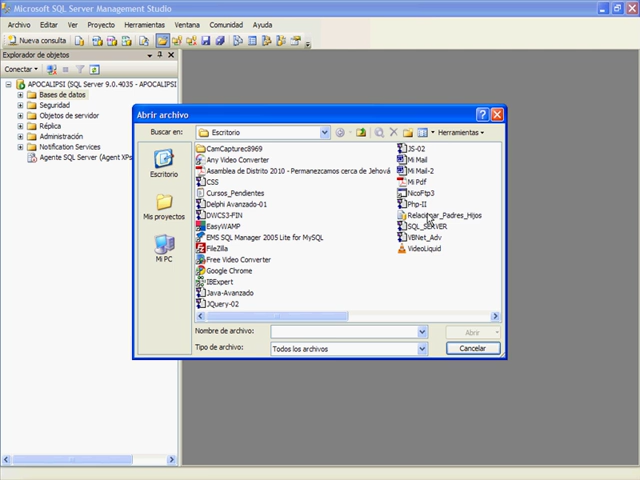 Microsoft SQL Server Management Studio
Archivo Editar Ver Proyecto Herramientas Ventana Comunidad Ayuda
Nueva consulta
Explorador de objetos
Conectar
APOCALIPSI (SQL Server 9.0.4035 - APOCALIPSI
Bases de datos
Seguridad
Objetos de servidor
Réplica
Administración
Notification Services
Agente SQL Server (Agent XPs
Abrir archivo
Buscar en: Escritorio Herramientas
Escritorio
Mis proyectos
Mi PC
CamCapturec8969
Any Video Converter
Asamblea de Distrito 2010 - Permanezcamos cerca de Jehová
CSS
Cursos_Pendientes
Delphi Avanzado-01
DWCS3-FIN
EasyWAMP
EMS SQL Manager 2005 Lite for MySQL
FileZilla
Free Video Converter
Google Chrome
IBExpert
Java-Avanzado
JQuery-02
JS-02
Mi Mail
Mi Mail-2
Mi Pdf
NicoFtp3
Php-II
Relacionar_Padres_Hijos
SQL_SERVER
VBNet_Adv
VideoLiquid
Nombre de archivo: Abrir
Tipo de archivo: Todos los archivos Cancelar